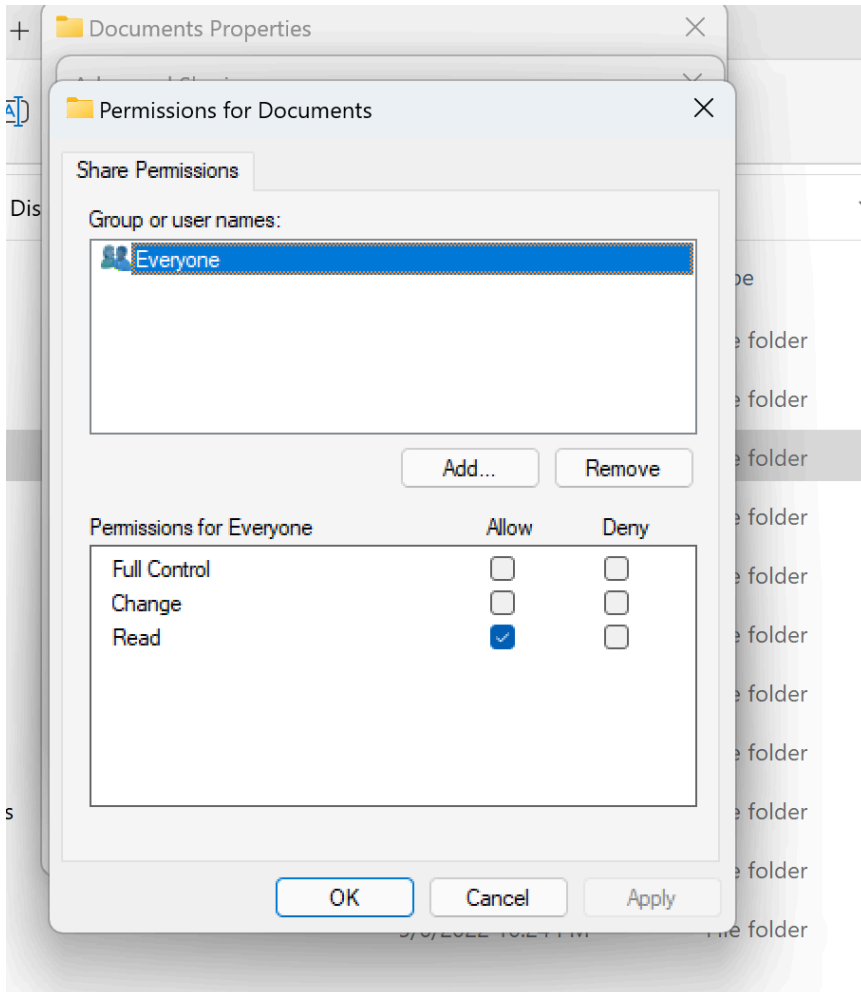 Documents Properties
Permissions for Documents
Share Permissions
Dis
Group or user names:
Everyone
pe
e folder
e folder
Add...
Remove
e folder
Permissions for Everyone
Allow
Deny
e folder
Full Control
e folder
Change
Read
e folder
e folder
e folder
s
e folder
e folder
OK
Cancel
Apply
File folder